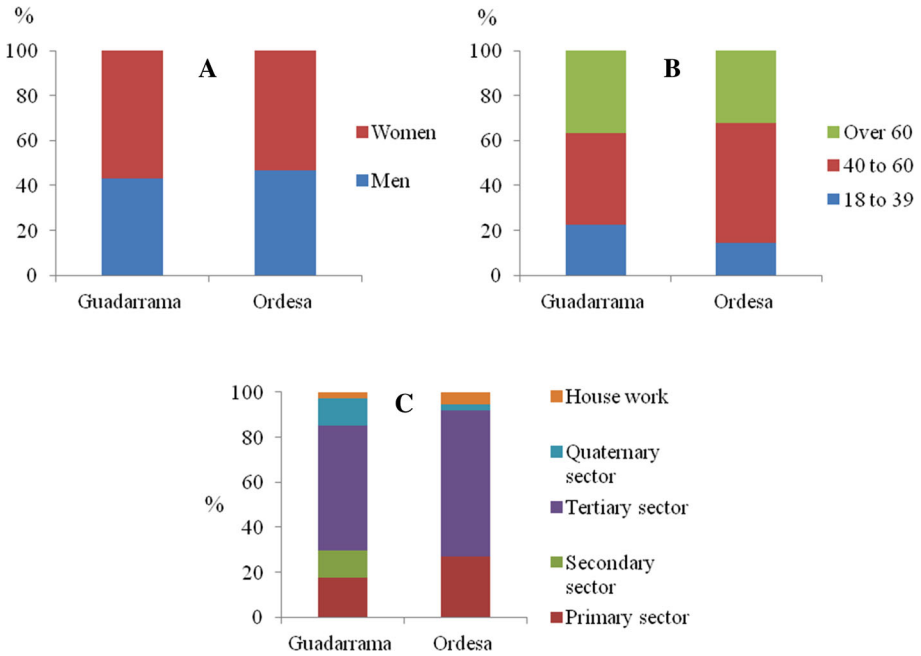 %
100
80
60
40
20
0
A
Guadarrama
Ordesa
Women
Men
%
100
80
60
40
20
0
B
Guadarrama
Ordesa
Over 60
40 to 60
18 to 39
%
100
80
60
40
20
0
C
Guadarrama
Ordesa
House work
Quaternary
sector
Tertiary sector
Secondary
sector
Primary sector